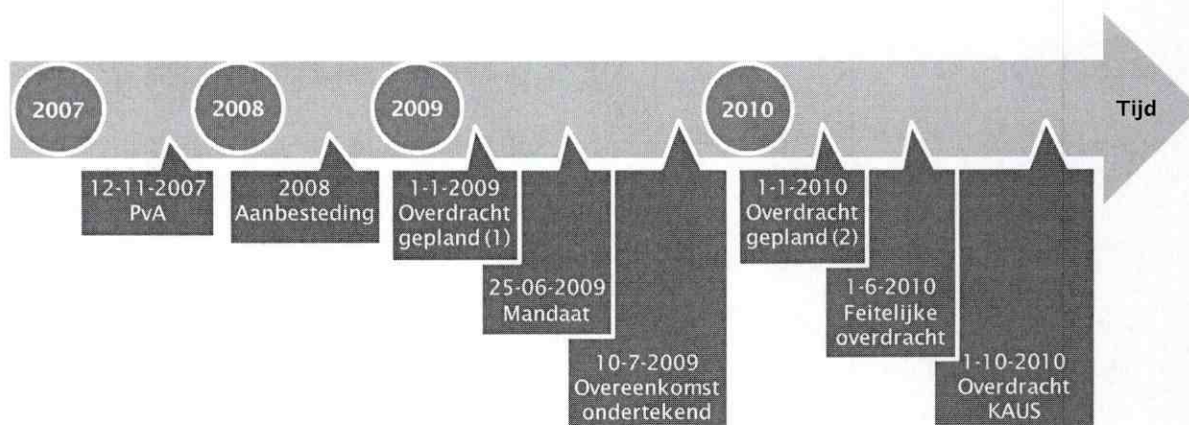 2007
2008
2009
2010
Tijd
12-11-2007
PvA
2008
Aanbesteding
1-1-2009
Overdracht
gepland (1)
25-06-2009
Mandaat
10-7-2009
Overeenkomst
ondertekend
1-1-2010
Overdracht
gepland (2)
1-6-2010
Feitelijke
overdracht
1-10-2010
Overdracht
KAUS